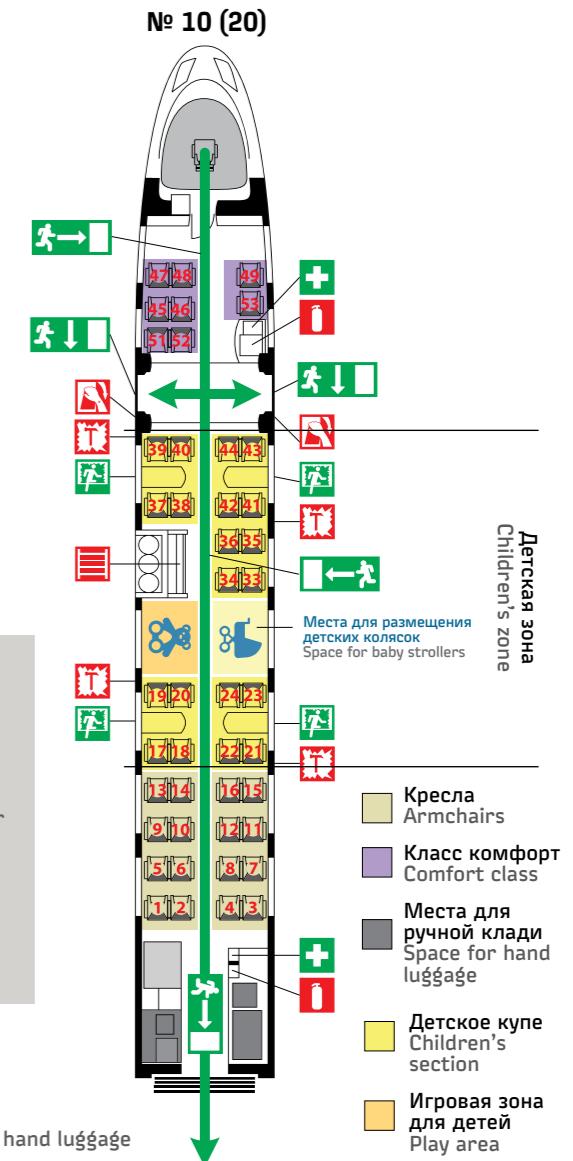 № 10 (20)
47 48 49
45 46 53
51 52
39 40 44 43
37 38 42 41
36 35
34 33
Детская зона
Children's zone
Места для размещения
детских колясок
Space for baby strollers
19 20 24 23
17 18 22 21
13 14 16 15
9 10 12 11
5 6 8 7
1 2 4 3
T
T
T
T
r
Кресла
Armchairs
Класс комфорт
Comfort class
Места для
ручной клади
Space for hand
luggage
Детское купе
Children's
section
Игровая зона
для детей
Play area
hand luggage